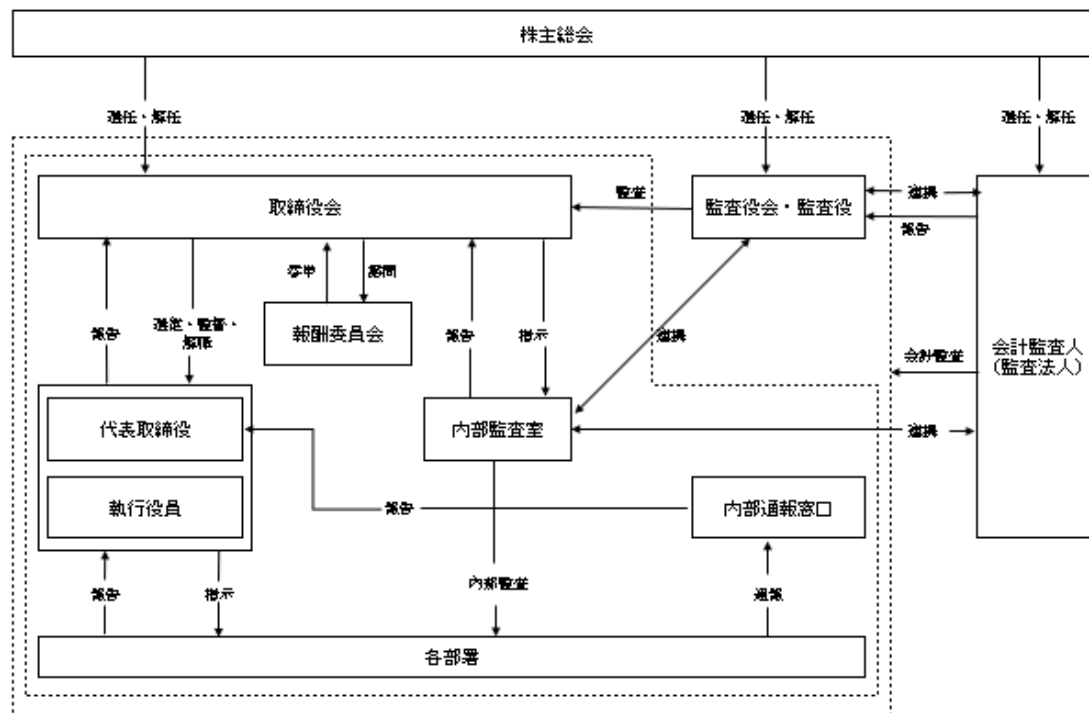 株主総会
選任・解任
選任・解任
選任・解任
取締役会
監査
監査役会・監査役
連携
報告
答申
諮問
報告
選定・監督・
解職
報酬委員会
報告
指示
連携
会計監査
会計監査人
（監査法人）
代表取締役
内部監査室
連携
執行役員
報告
内部通報窓口
報告
指示
内部監査
通報
各部署